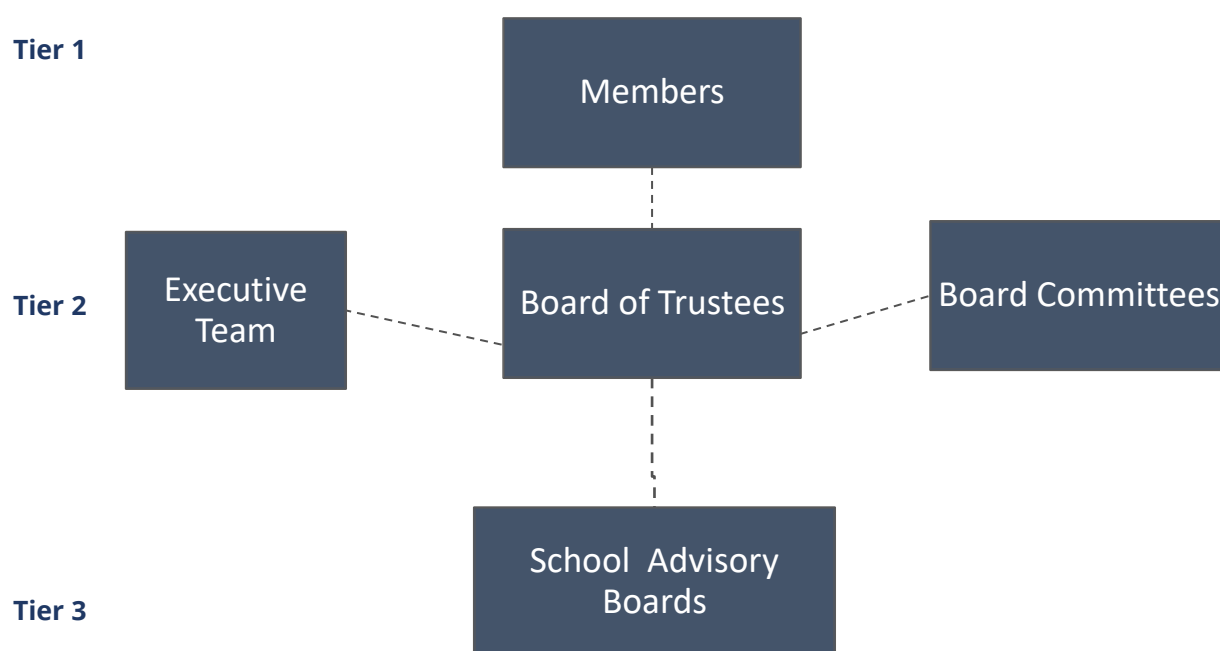 Tier 1
Members
Executive
Team
Tier 2
Board of Trustees
Board Committees
School  Advisory
Boards
Tier 3